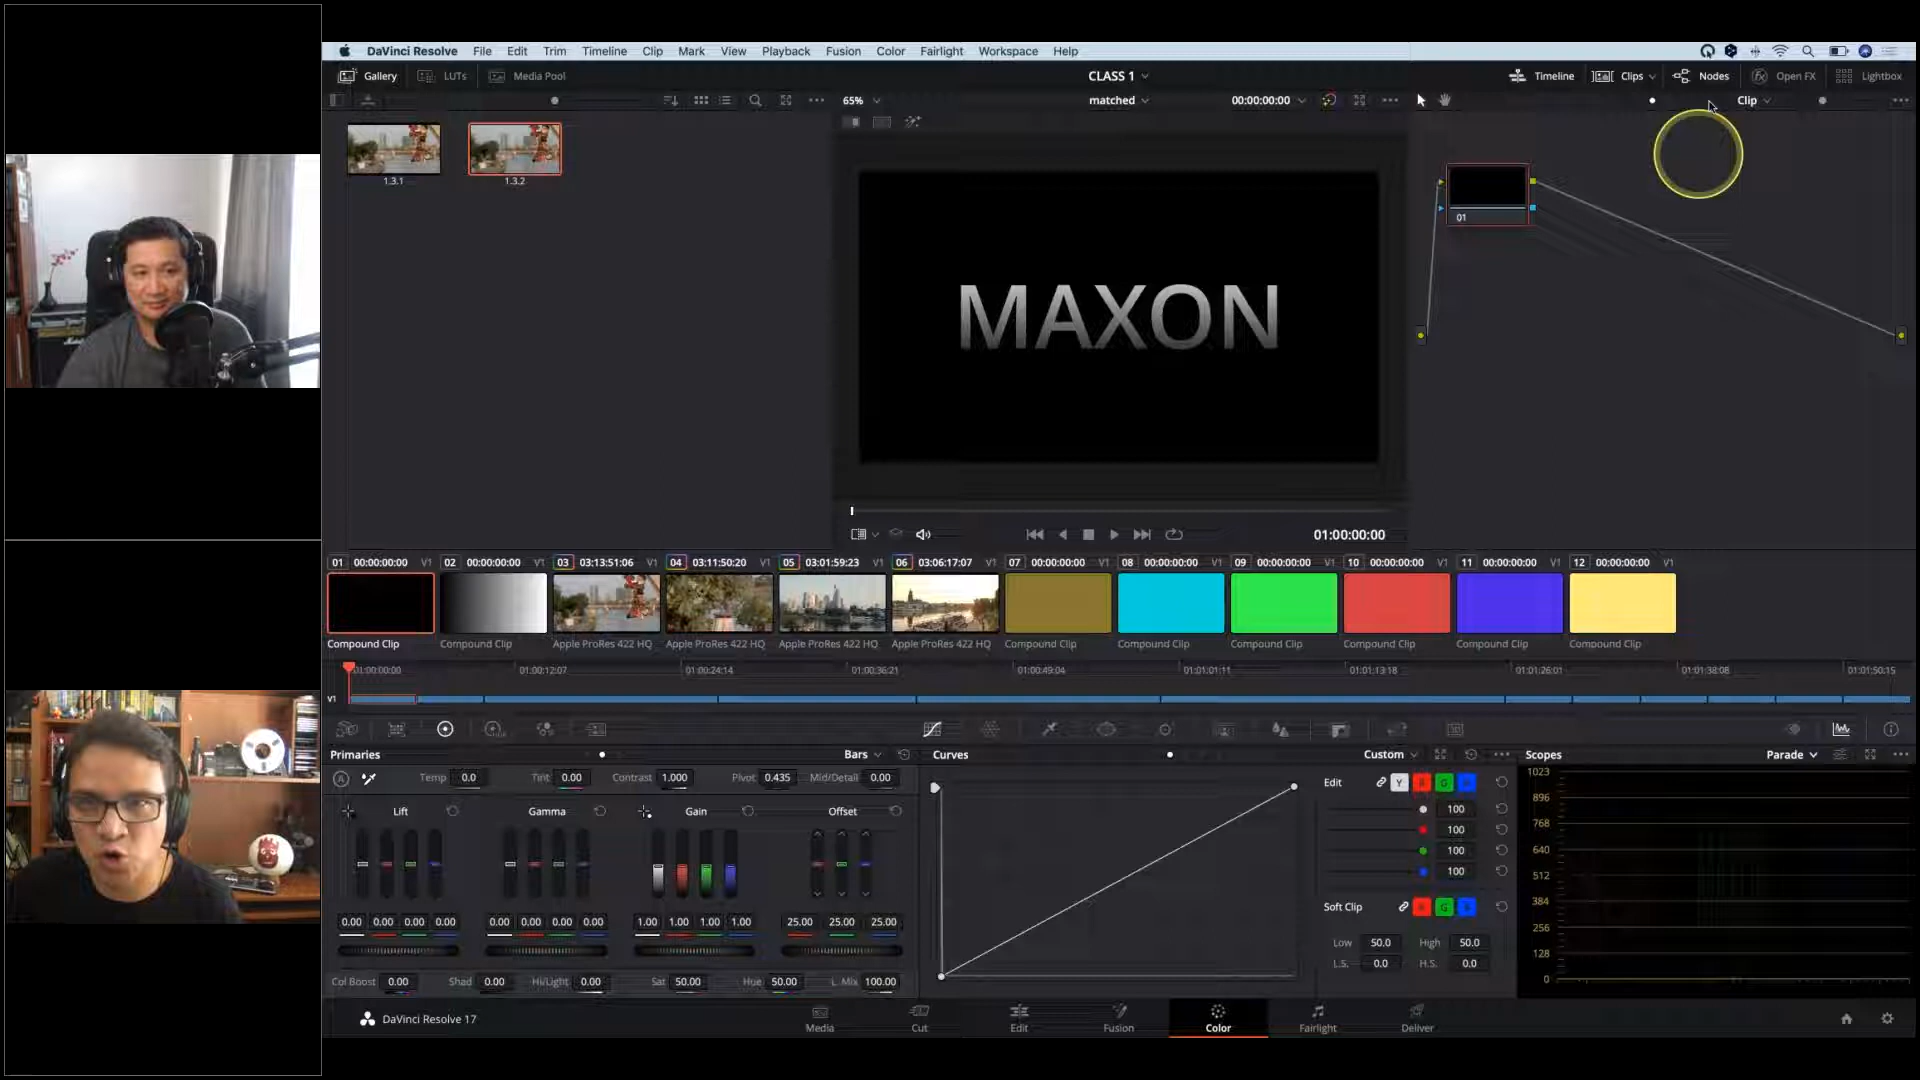 DaVinci Resolve File Edit Trim Timeline Clip Mark View Playback Fusion Color Fairlight Workspace Help
Gallery LUTs Media Pool CLASS 1 Timeline Clips Nodes Open FX Lightbox
65% matched 00:00:00:00 Clip
1.3.1 1.3.2
01
MAXON
01:00:00:00
01 00:00:00:00 V1 02 00:00:00:00 V1 03 03:13:51:06 V1 04 03:11:50:20 V1 05 03:01:59:23 V1 06 03:06:17:07 V1 07 00:00:00:00 V1 08 00:00:00:00 V1 09 00:00:00:00 V1 10 00:00:00:00 V1 11 00:00:00:00 V1 12 00:00:00:00 V1
Compound Clip Compound Clip Apple ProRes 422 HQ Apple ProRes 422 HQ Apple ProRes 422 HQ Apple ProRes 422 HQ Compound Clip Compound Clip Compound Clip Compound Clip Compound Clip Compound Clip
01:00:00:00 01:00:12:07 01:00:24:14 01:00:36:21 01:00:49:04 01:01:01:11 01:01:13:18 01:01:26:01 01:01:38:08 01:01:50:15
V1
Primaries Bars Curves Custom Scopes Parade
A Temp 0.0 Tint 0.00 Contrast 1.000 Pivot 0.435 Mid/Detail 0.00
Lift Gamma Gain Offset
0.00 0.00 0.00 0.00 0.00 0.00 0.00 0.00 1.00 1.00 1.00 1.00 25.00 25.00 25.00
Col Boost 0.00 Shad 0.00 Hi/Light 0.00 Sat 50.00 Hue 50.00 L. Mix 100.00
Edit Y
100
100
100
100
Soft Clip
Low 50.0 High 50.0
L.S. 0.0 H.S. 0.0
1023
896
768
640
512
384
256
128
0
DaVinci Resolve 17 Media Cut Edit Fusion Color Fairlight Deliver